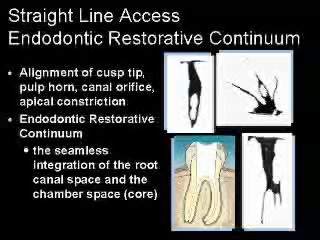 Straight Line Access
Endodontic Restorative Continuum
• Alignment of cusp tip,
pulp horn, canal orifice,
apical constriction
• Endodontic Restorative
Continuum
• the seamless
integration of the root
canal space and the
chamber space (core)